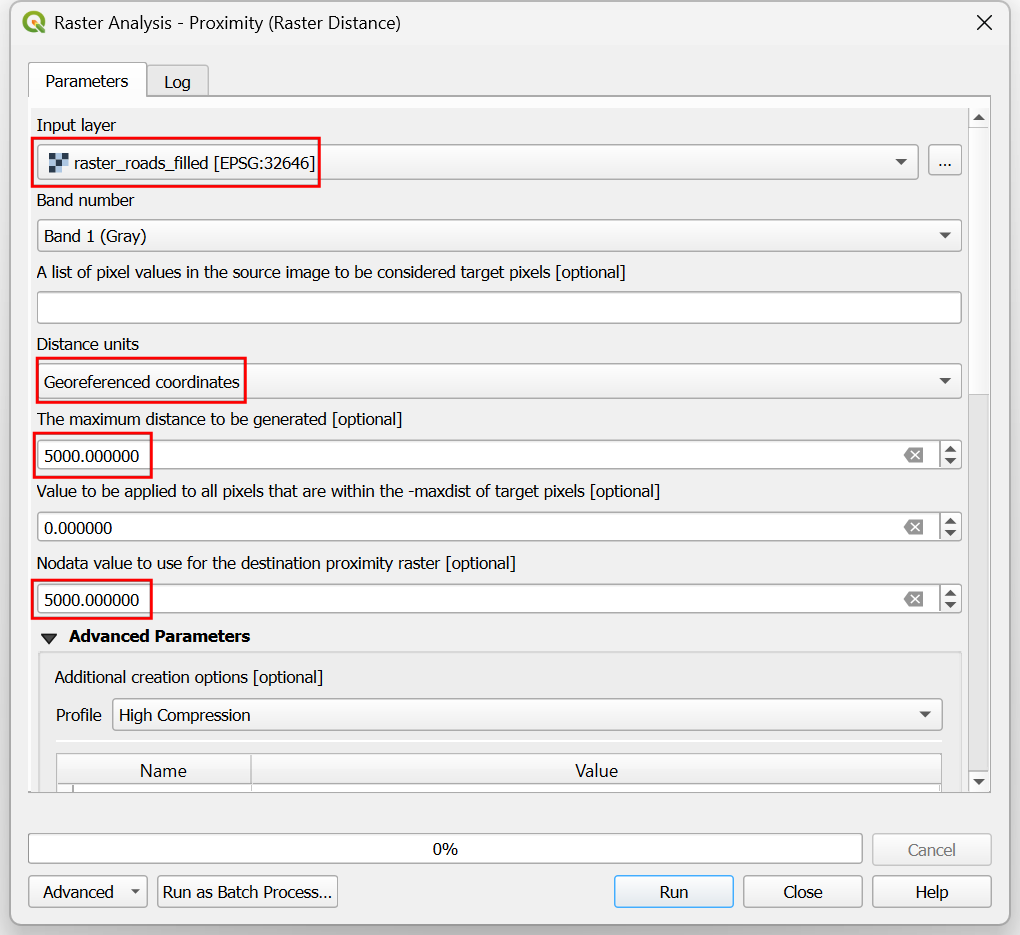 Raster Analysis - Proximity (Raster Distance)
Parameters
Log
Input layer
raster_roads_filled [EPSG:32646]
...
Band number
Band 1 (Gray)
A list of pixel values in the source image to be considered target pixels [optional]
Distance units
Georeferenced coordinates
The maximum distance to be generated [optional]
5000.000000
Value to be applied to all pixels that are within the -maxdist of target pixels [optional]
0.000000
Nodata value to use for the destination proximity raster [optional]
5000.000000
Advanced Parameters
Additional creation options [optional]
Profile High Compression
Name Value
0%
Cancel
Advanced Run as Batch Process... Run Close Help